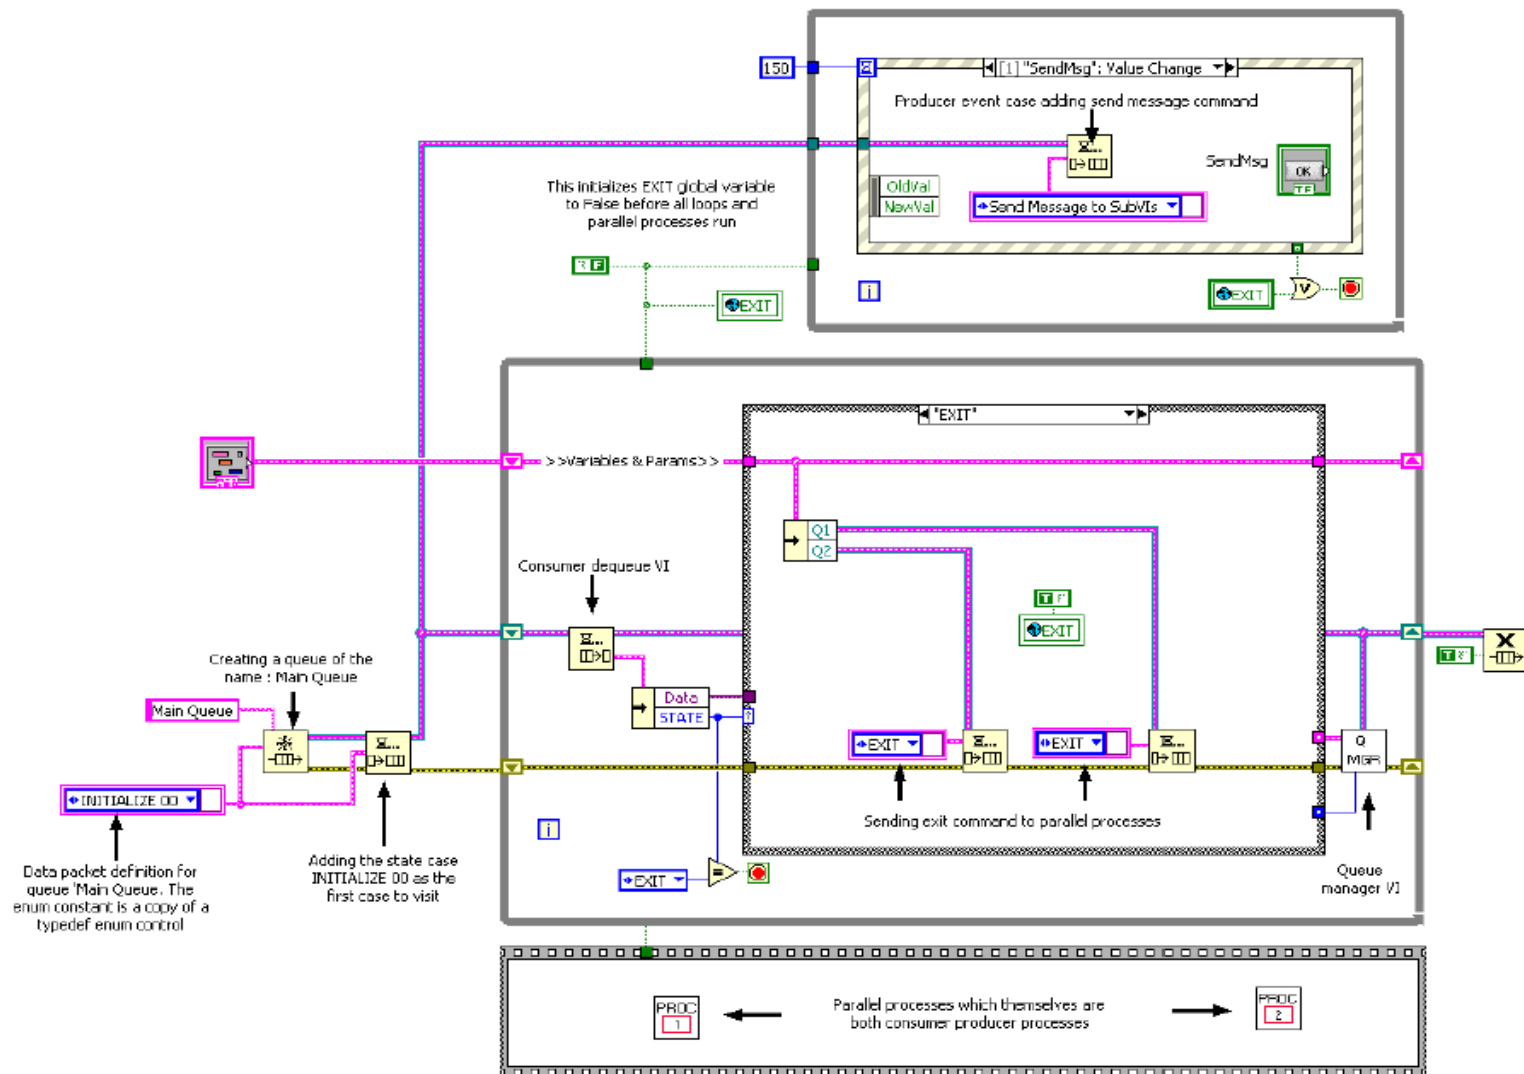 150
[1] "SendMsg": Value Change
Producer event case adding send message command
SendMsg
OK
TF
OldVal
NewVal
Send Message to SubVIs
This initializes EXIT global variable
to False before all loops and
parallel processes run
F
EXIT
i
EXIT
V
"EXIT"
>>Variables & Params>>
Q1
Q2
Consumer dequeue VI
T F
EXIT
Creating a queue of the
name : Main Queue
Main Queue
Data
STATE
EXIT
EXIT
Q
MGR
T
X
INITIALIZE 00
Sending exit command to parallel processes
i
Data packet definition for
queue 'Main Queue. The
enum constant is a copy of a
typedef enum control
Adding the state case
INITIALIZE 00 as the
first case to visit
EXIT
=
Queue
manager VI
PROC
1
Parallel processes which themselves are
both consumer producer processes
PROC
2